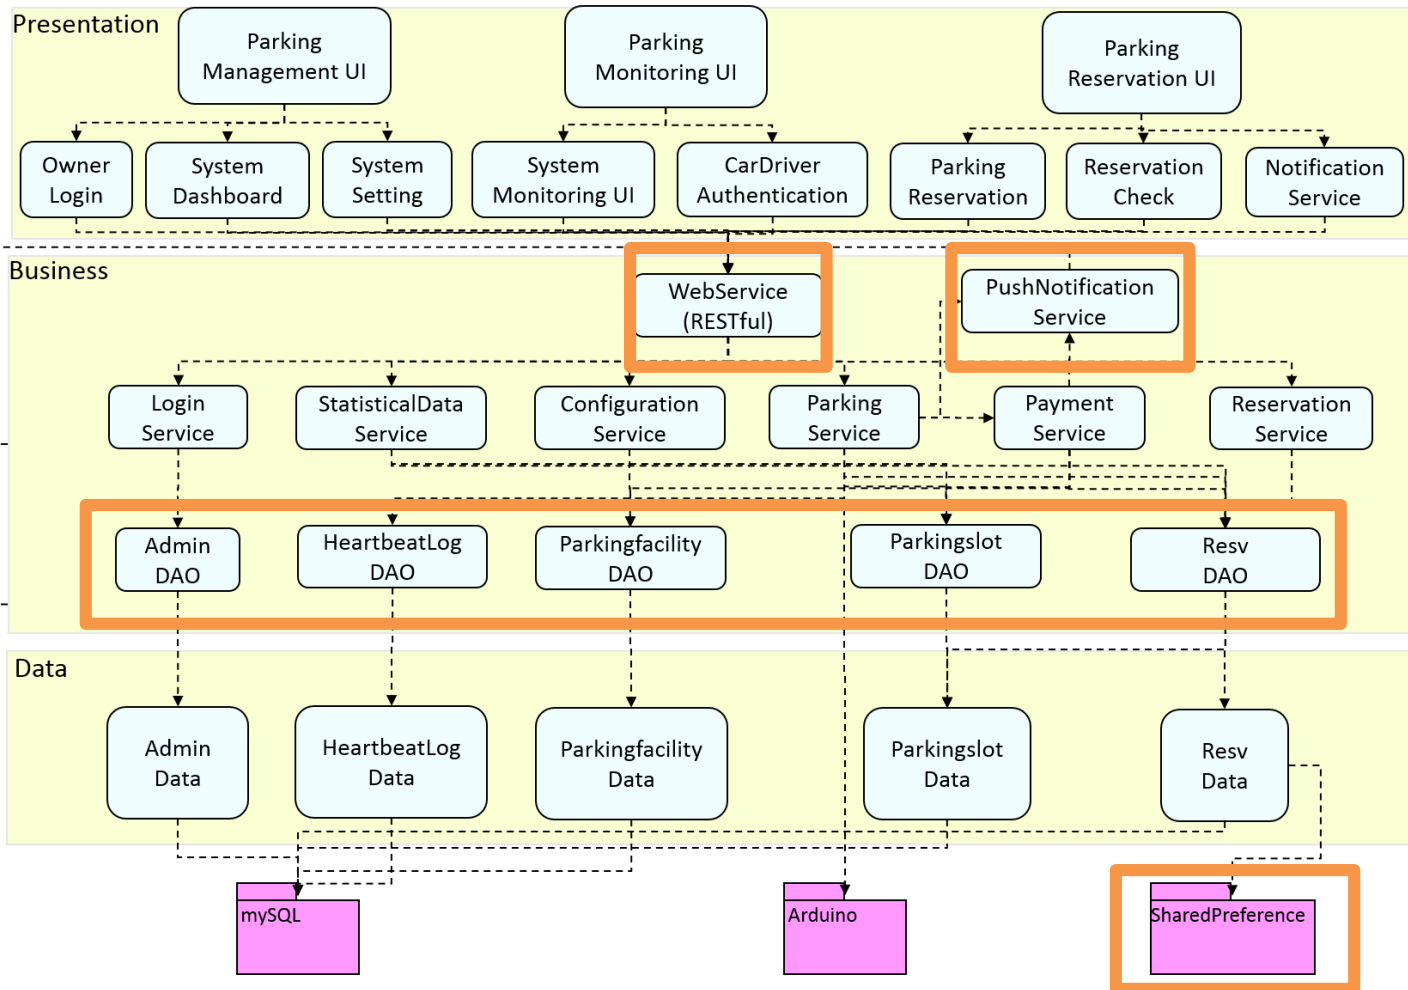 Presentation
Parking
Management UI
Parking
Monitoring UI
Parking
Reservation UI
Owner
Login
System
Dashboard
System
Setting
System
Monitoring UI
CarDriver
Authentication
Parking
Reservation
Reservation
Check
Notification
Service
Business
WebService
(RESTful)
PushNotification
Service
Login
Service
StatisticalData
Service
Configuration
Service
Parking
Service
Payment
Service
Reservation
Service
Admin
DAO
HeartbeatLog
DAO
Parkingfacility
DAO
Parkingslot
DAO
Resv
DAO
Data
Admin
Data
HeartbeatLog
Data
Parkingfacility
Data
Parkingslot
Data
Resv
Data
mySQL
Arduino
SharedPreference